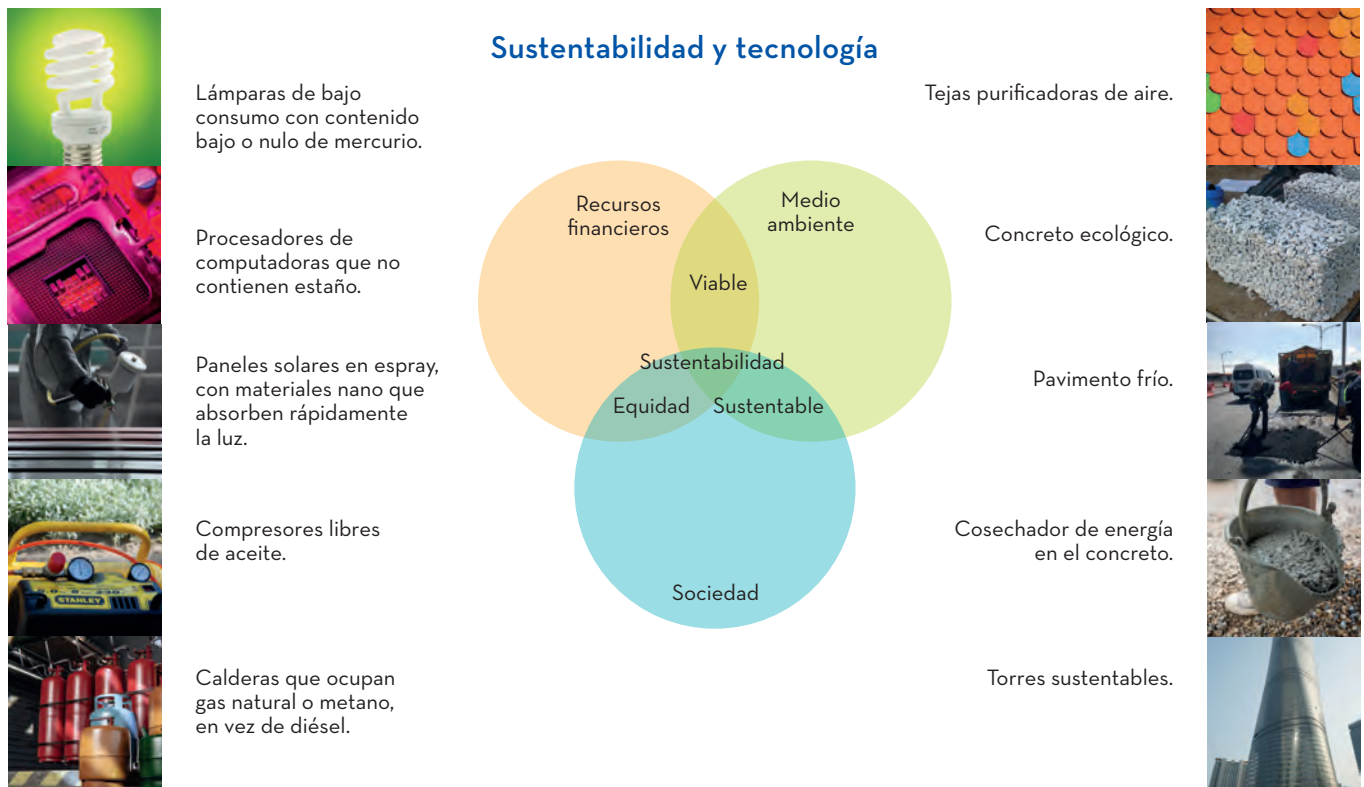 Sustentabilidad y tecnología
Lámparas de bajo
consumo con contenido
bajo o nulo de mercurio.
Procesadores de
computadoras que no
contienen estaño.
Paneles solares en espray,
con materiales nano que
absorben rápidamente
la luz.
Compresores libres
de aceite.
Calderas que ocupan
gas natural o metano,
en vez de diésel.
Recursos
financieros
Medio
ambiente
Viable
Sustentabilidad
Equidad
Sustentable
Sociedad
Tejas purificadoras de aire.
Concreto ecológico.
Pavimento frío.
Cosechador de energía
en el concreto.
Torres sustentables.
STANLEY